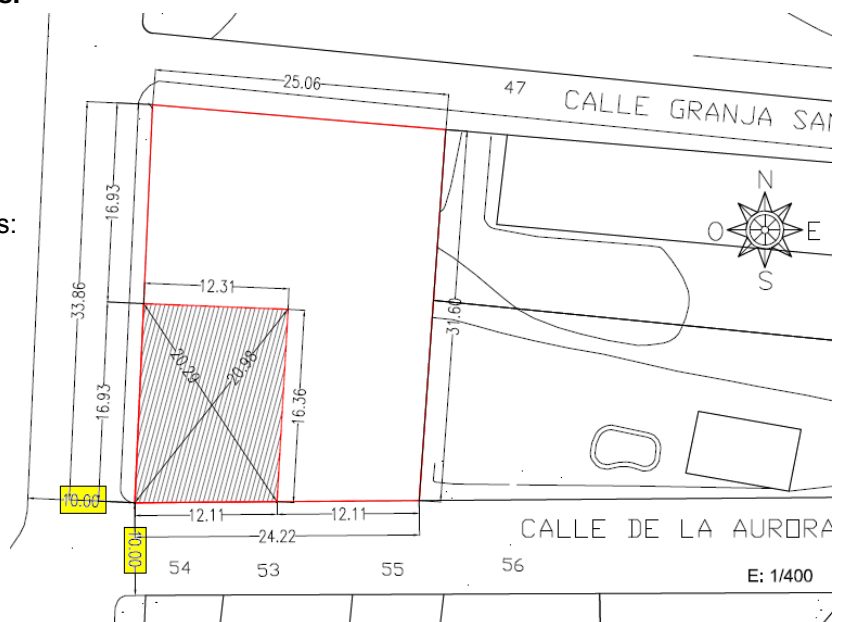 s:
25.06
47
CALLE GRANJA SAN
16.93
33.86
N
O
E
S
12.31
31.60
20.29
20.98
16.36
16.93
10.00
12.11
12.11
24.22
10.00
CALLE DE LA AURORA
54
53
55
56
E: 1/400